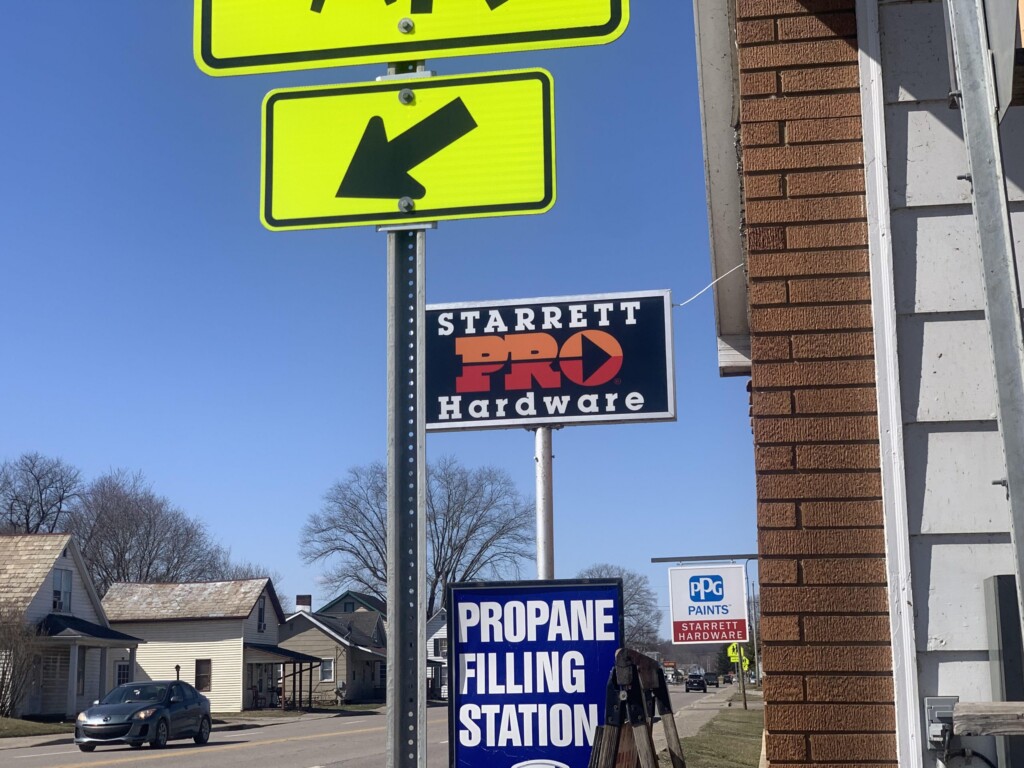 STARRETT
PRO
Hardware
PROPANE
FILLING
STATION
PPG
PAINTS
STARRETT
HARDWARE